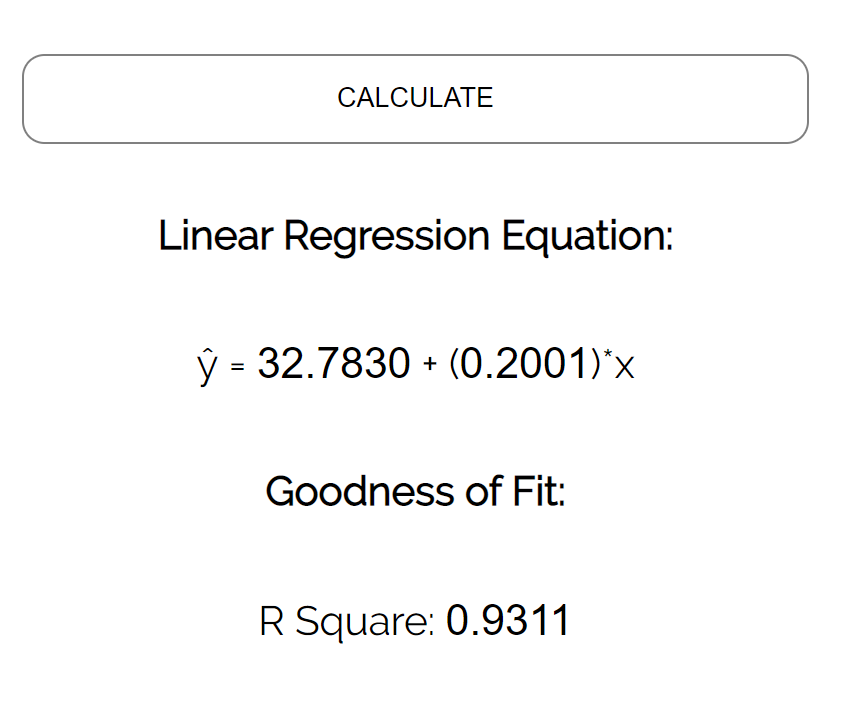 CALCULATE
Linear Regression Equation:
ŷ = 32.7830 + (0.2001)*x
Goodness of Fit:
R Square: 0.9311